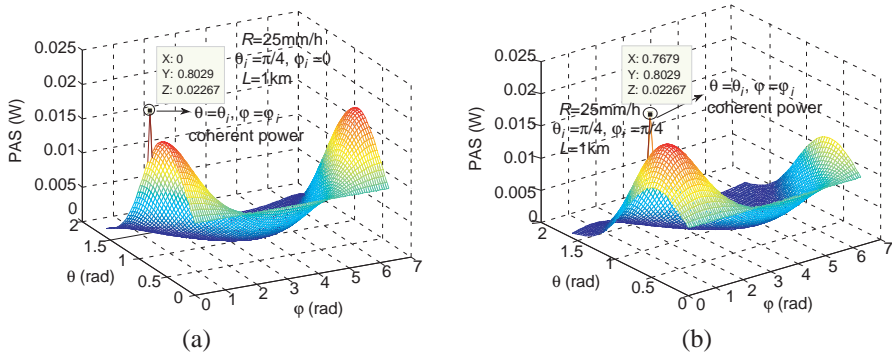 0.025
0.02
0.015
0.01
0.005
0
PAS (W)
X: 0
Y: 0.8029
Z: 0.02267
R=25mm/h
θi=π/4, φi=0
L=1km
θ=θi, φ=φi
coherent power
2
1.5
1
0.5
0
θ (rad)
0
1
2
3
4
5
6
7
φ (rad)
(a)
0.025
0.02
0.015
0.01
0.005
0
PAS (W)
X: 0.7679
Y: 0.8029
Z: 0.02267
θ=θi, φ=φi
coherent power
R=25mm/h
θi=π/4, φi=π/4
L=1km
2
1.5
1
0.5
0
θ (rad)
0
1
2
3
4
5
6
7
φ (rad)
(b)